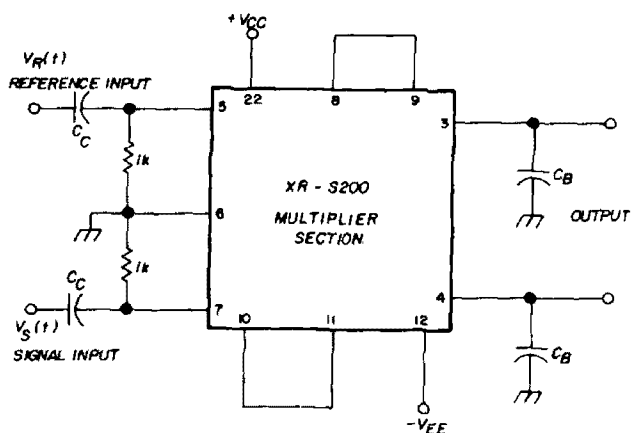 +VCC
VR(t)
REFERENCE INPUT
CC
5
22
8
9
3
1k
CB
XR - S200
MULTIPLIER
SECTION
6
OUTPUT
1k
CC
7
4
VS(t)
SIGNAL INPUT
10
11
12
CB
-VEE